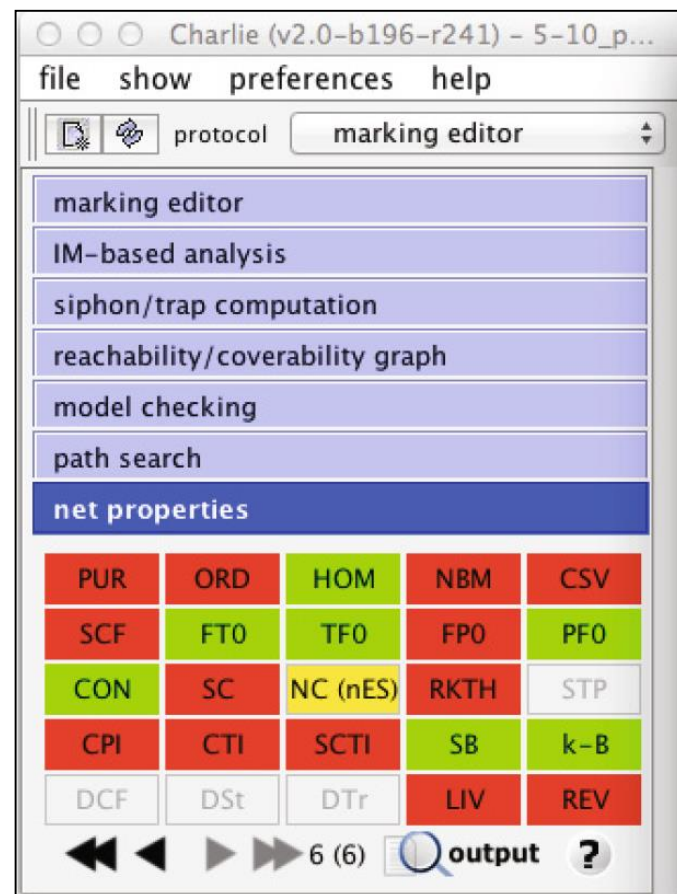 Charlie (v2.0-b196-r241) – 5-10_p...
file show preferences help
protocol marking editor
marking editor
IM-based analysis
siphon/trap computation
reachability/coverability graph
model checking
path search
net properties
PUR ORD HOM NBM CSV
SCF FT0 TF0 FP0 PF0
CON SC NC (nES) RKTH STP
CPI CTI SCTI SB k-B
DCF DSt DTr LIV REV
6 (6) output ?